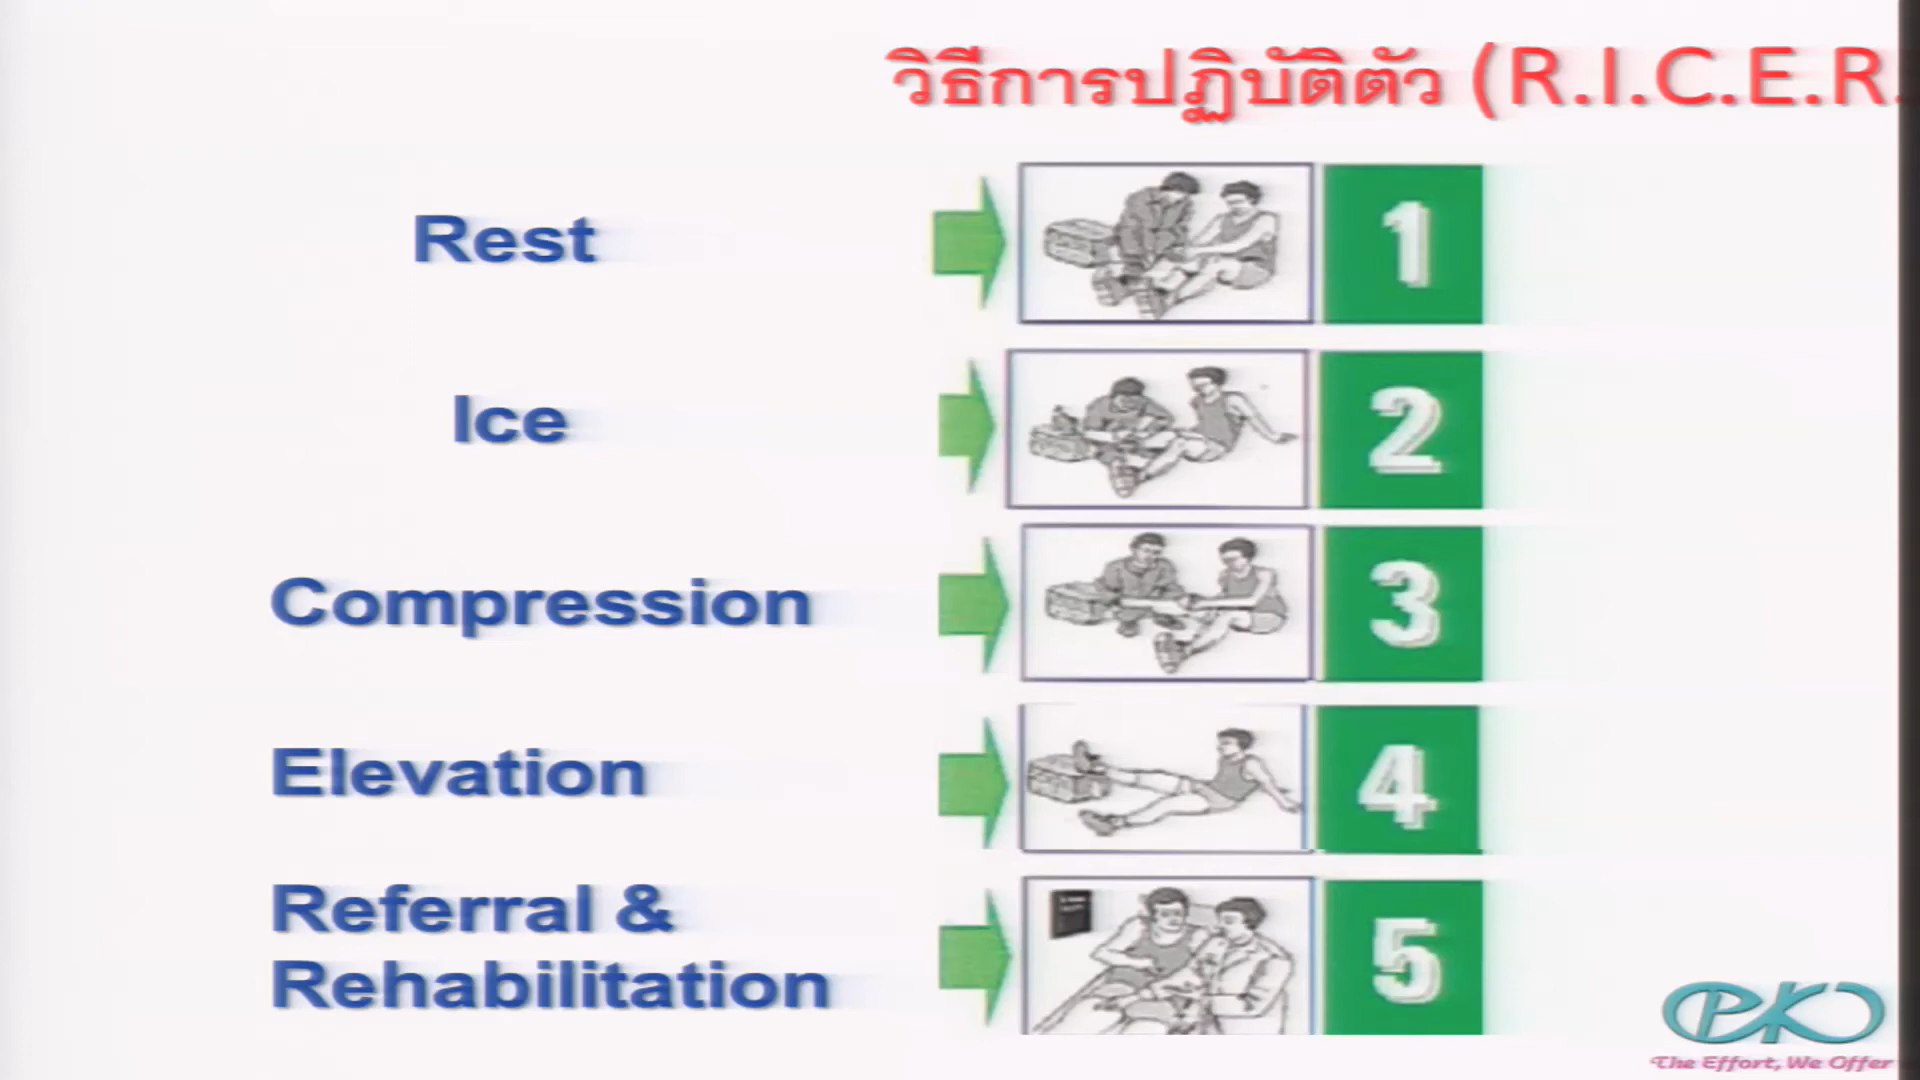 วิธีการปฏิบัติตัว (R.I.C.E.R.
Rest
1
Ice
2
Compression
3
Elevation
4
Referral &
Rehabilitation
5
PKO
The Effort, We Offer